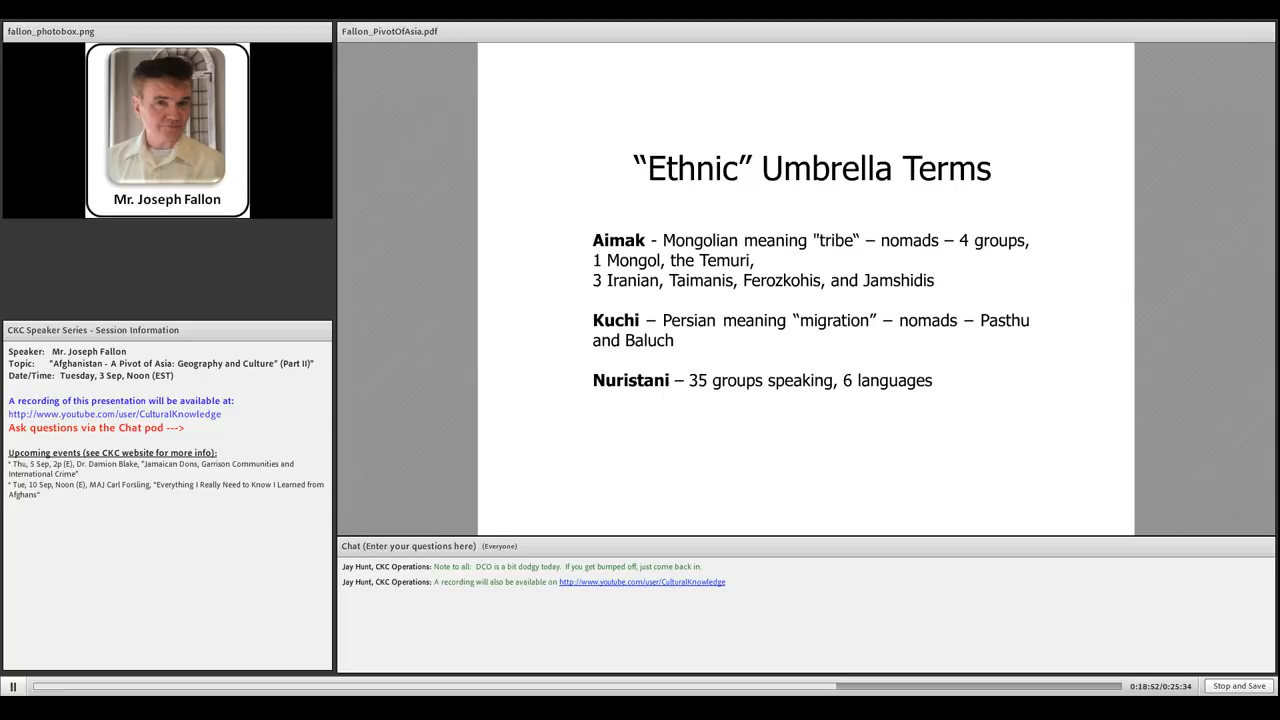 fallon_photobox.png
Mr. Joseph Fallon
CKC Speaker Series - Session Information
Speaker: Mr. Joseph Fallon
Topic: "Afghanistan - A Pivot of Asia: Geography and Culture" (Part II)"
Date/Time: Tuesday, 3 Sep, Noon (EST)
A recording of this presentation will be available at:
http://www.youtube.com/user/CulturalKnowledge
Ask questions via the Chat pod --->
Upcoming events (see CKC website for more info):
* Thu, 5 Sep, 2p (E), Dr. Damion Blake, "Jamaican Dons, Garrison Communities and
International Crime"
* Tue, 10 Sep, Noon (E), MAJ Carl Forsling, "Everything I Really Need to Know I Learned from
Afghans"
Fallon_PivotOfAsia.pdf
“Ethnic” Umbrella Terms
Aimak - Mongolian meaning "tribe“ – nomads – 4 groups,
1 Mongol, the Temuri,
3 Iranian, Taimanis, Ferozkohis, and Jamshidis
Kuchi – Persian meaning “migration” – nomads – Pasthu
and Baluch
Nuristani – 35 groups speaking, 6 languages
Chat (Enter your questions here) (Everyone)
Jay Hunt, CKC Operations: Note to all: DCO is a bit dodgy today. If you get bumped off, just come back in.
Jay Hunt, CKC Operations: A recording will also be available on http://www.youtube.com/user/CulturalKnowledge
0:18:52/0:25:34
Stop and Save